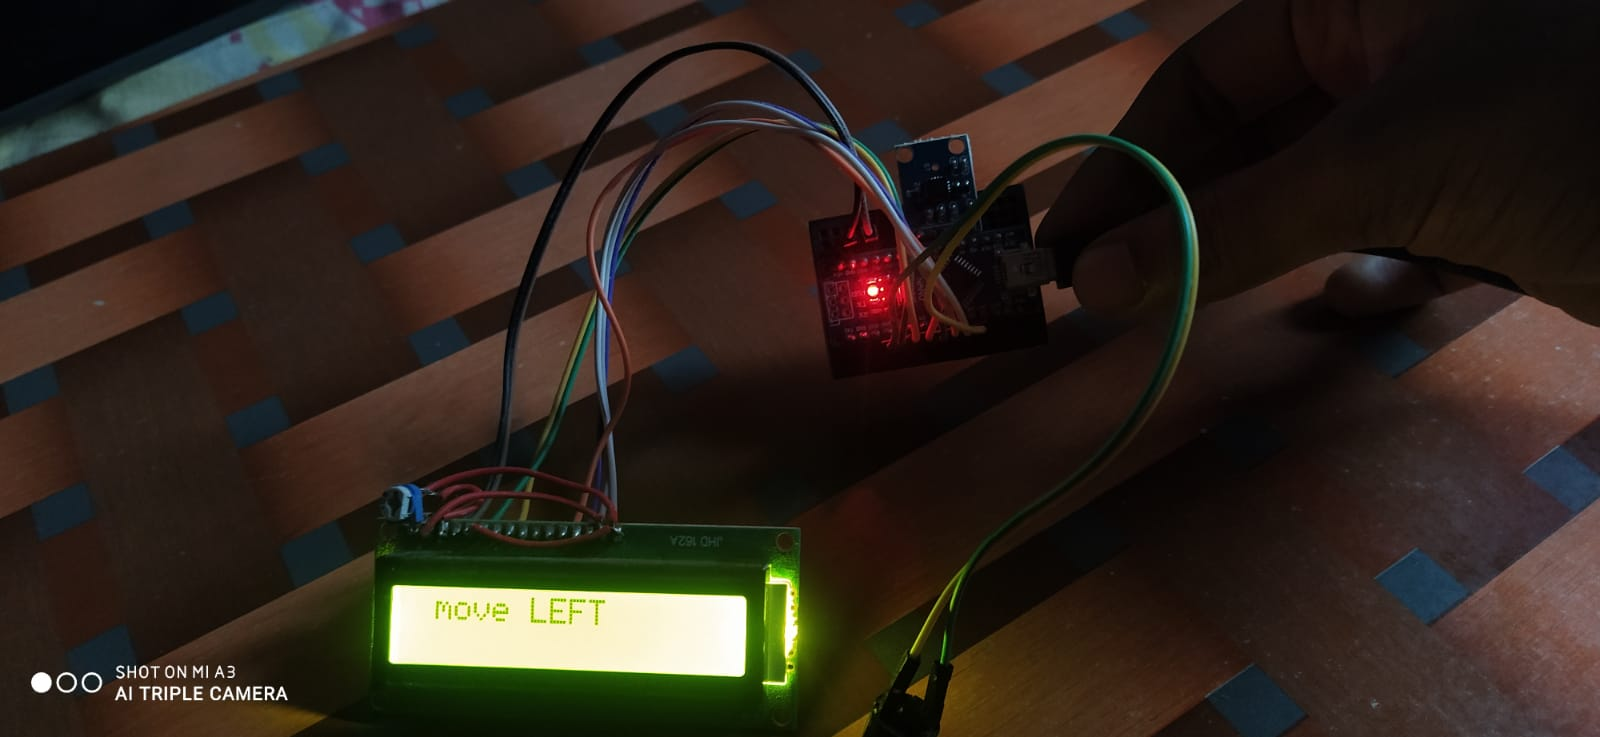 JHD 162A
move LEFT
SHOT ON MI A3
AI TRIPLE CAMERA